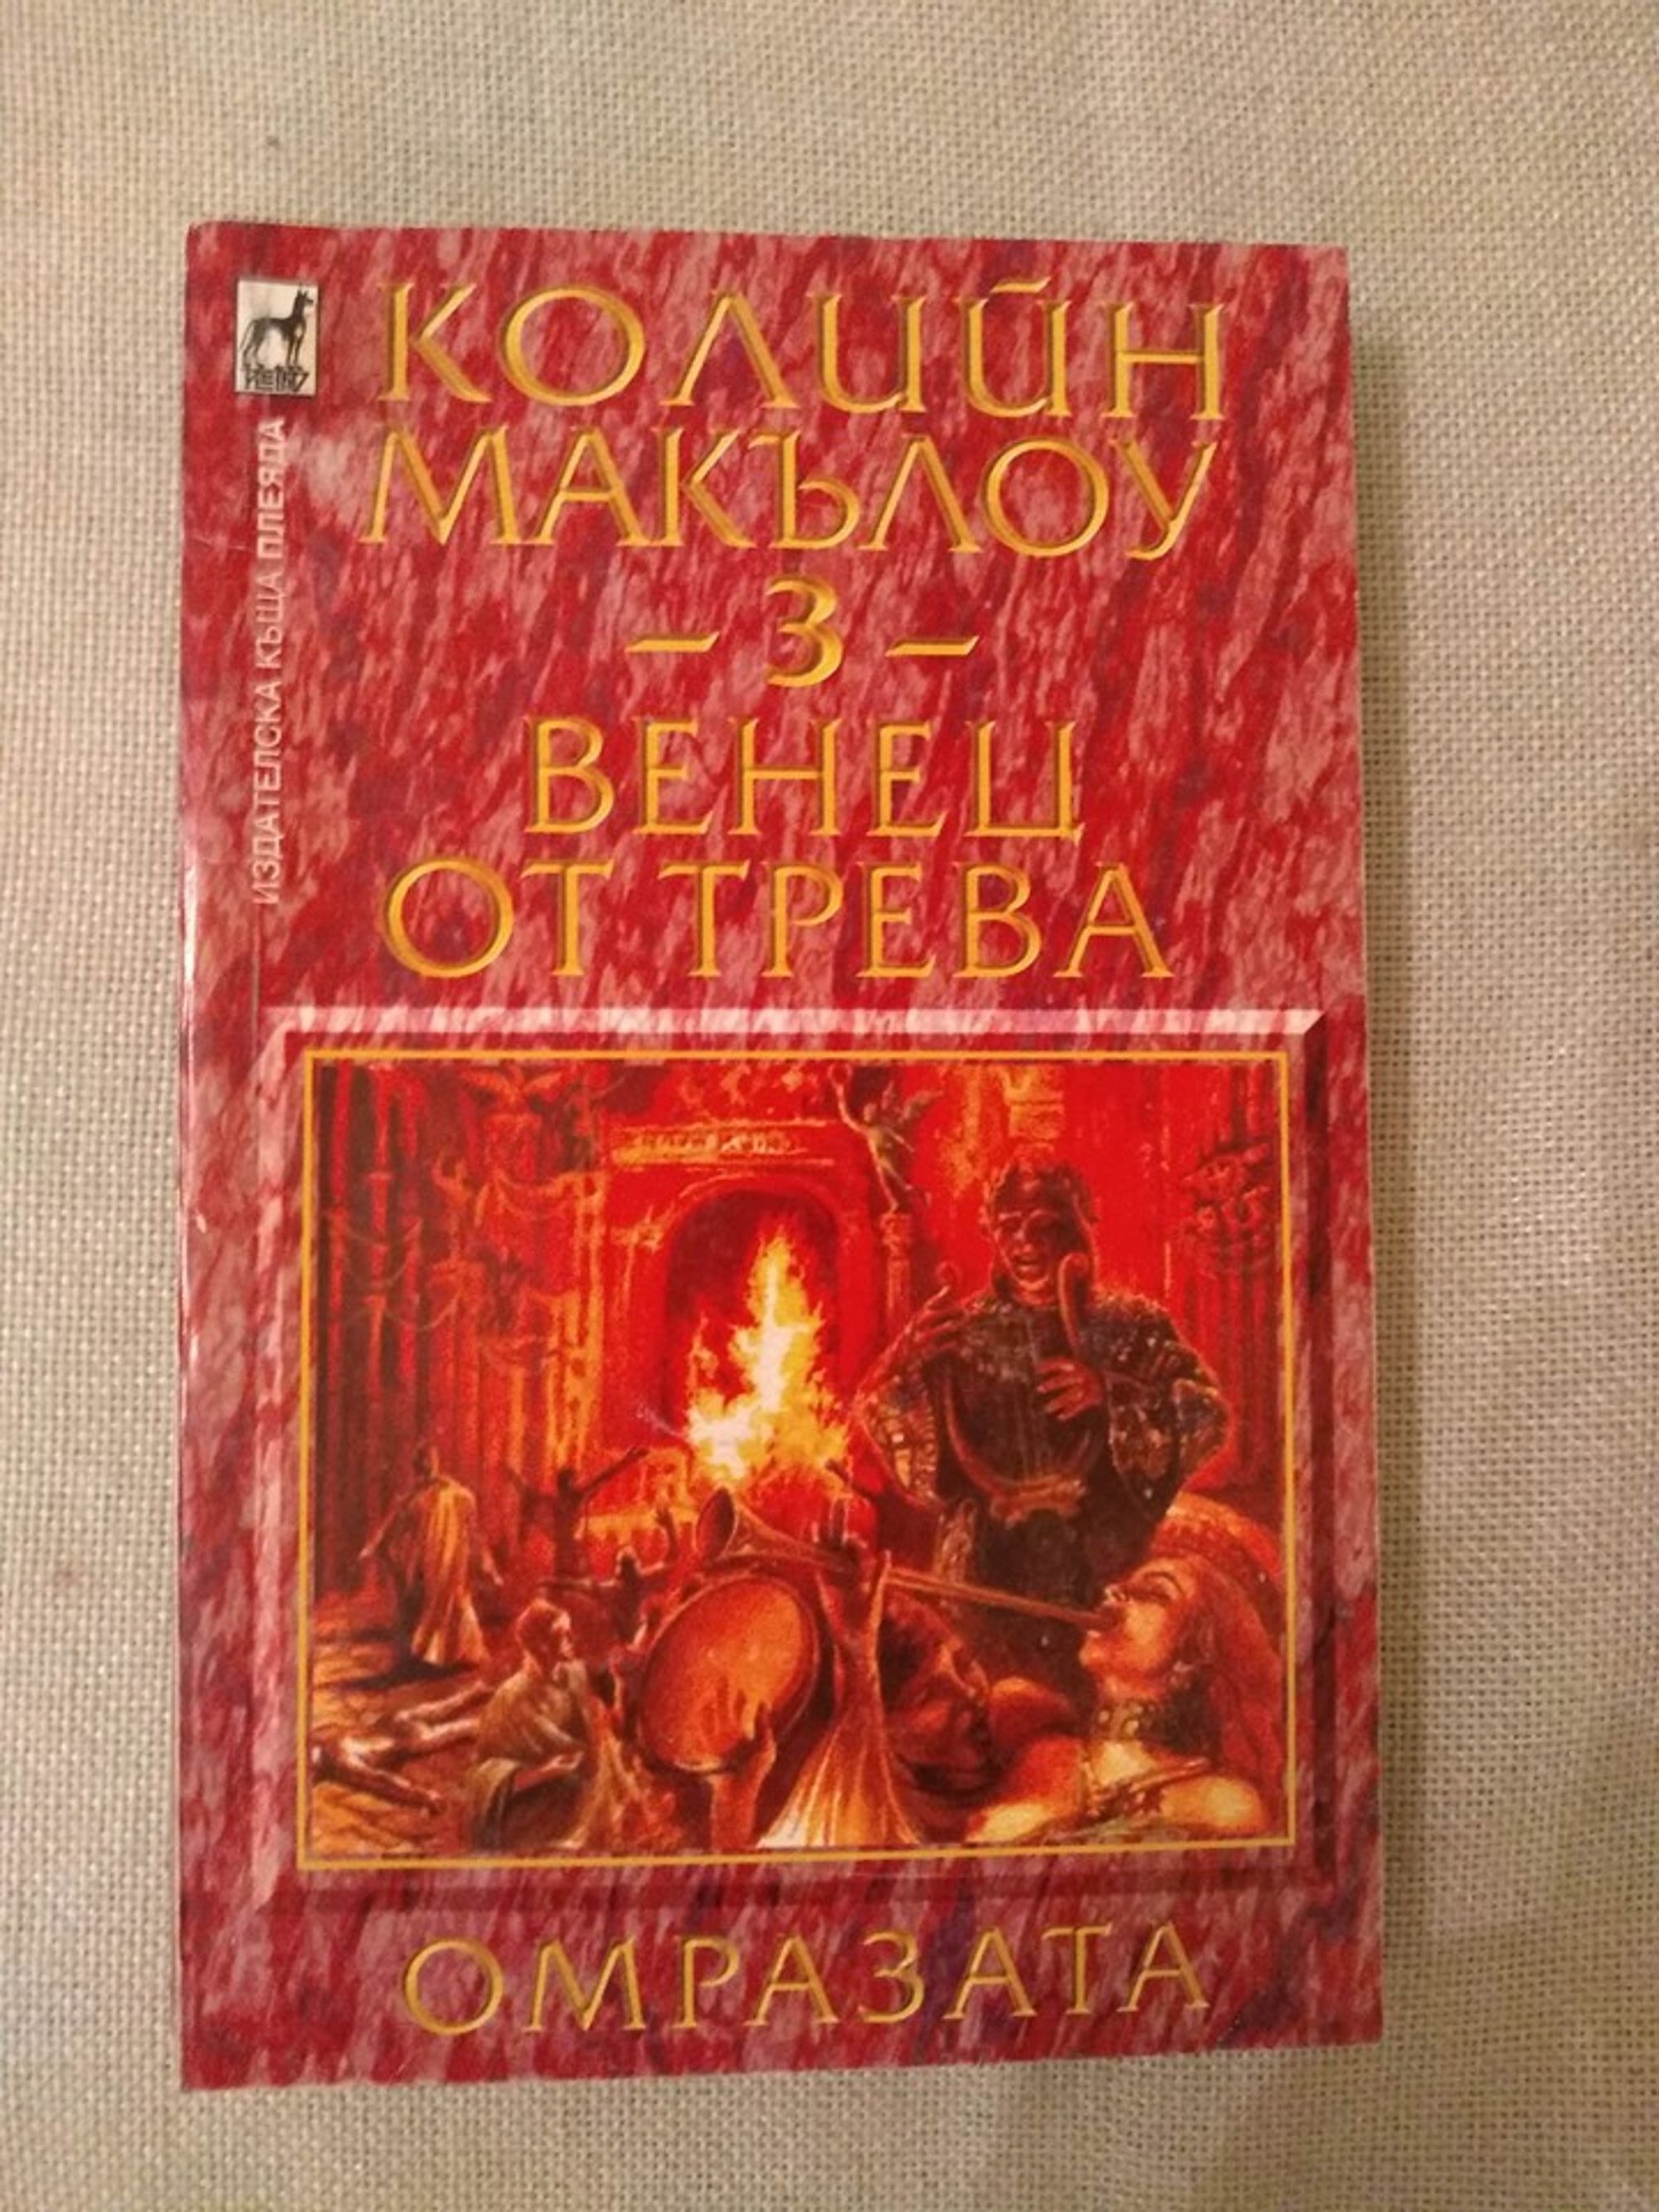 КОЛИЙН
МАКЪЛОУ
– 3 –
ВЕНЕЦ
ОТ ТРЕВА
ИЗДАТЕЛСКА КЪЩА ПЛЕЯДА
ОМРАЗАТА